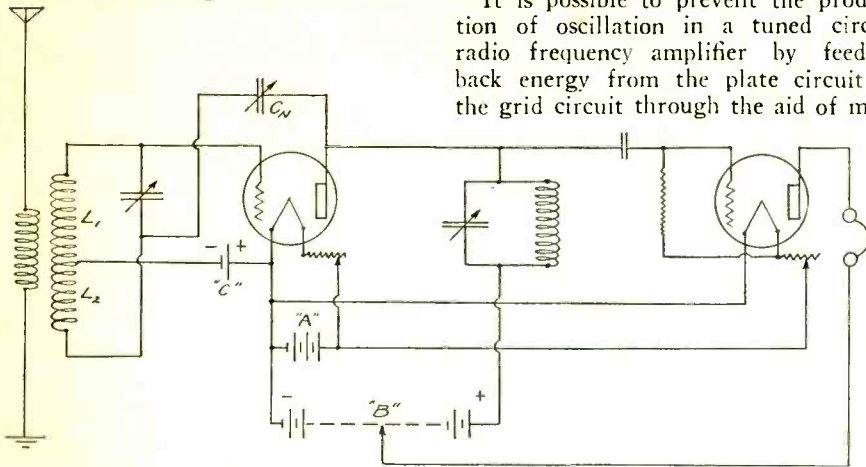 It is possible to prevent the produ
tion of oscillation in a tuned circ
radio frequency amplifier by feed
back energy from the plate circuit
the grid circuit through the aid of m
C_N
L_1
L_2
- +
"C"
"A"
- "B" +